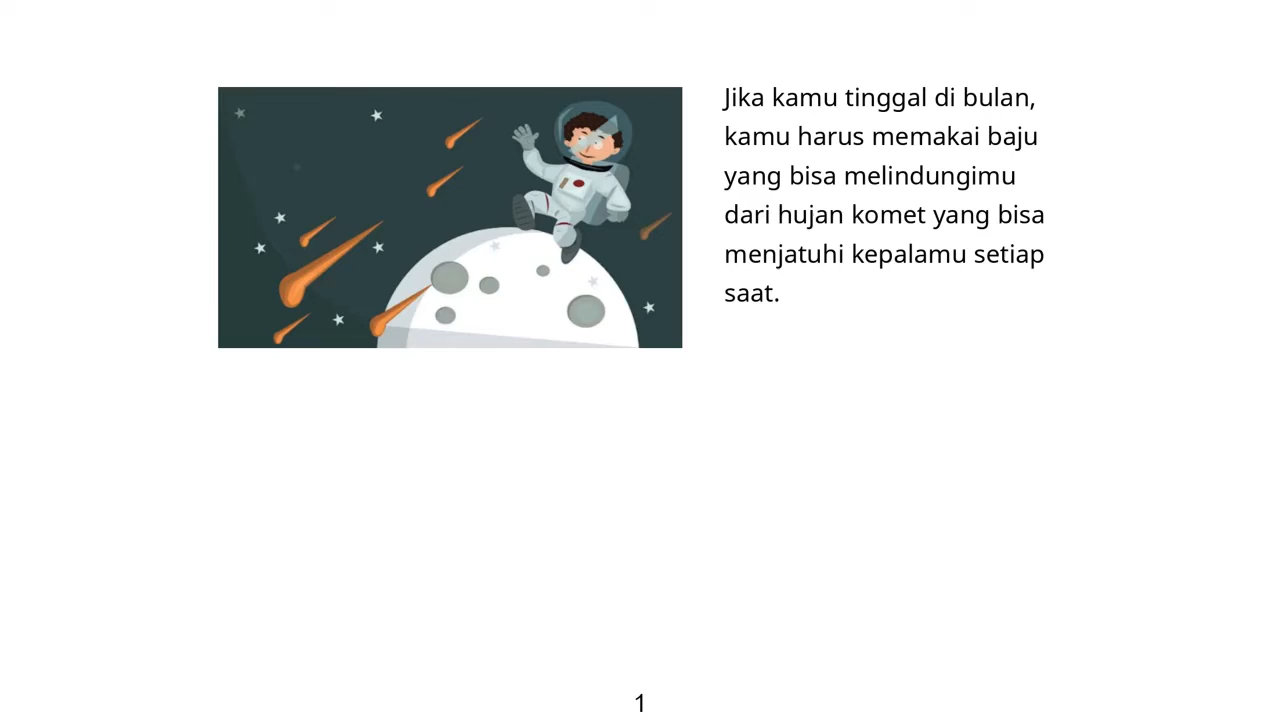 Jika kamu tinggal di bulan,
kamu harus memakai baju
yang bisa melindungimu
dari hujan komet yang bisa
menjatuhi kepalamu setiap
saat.
1